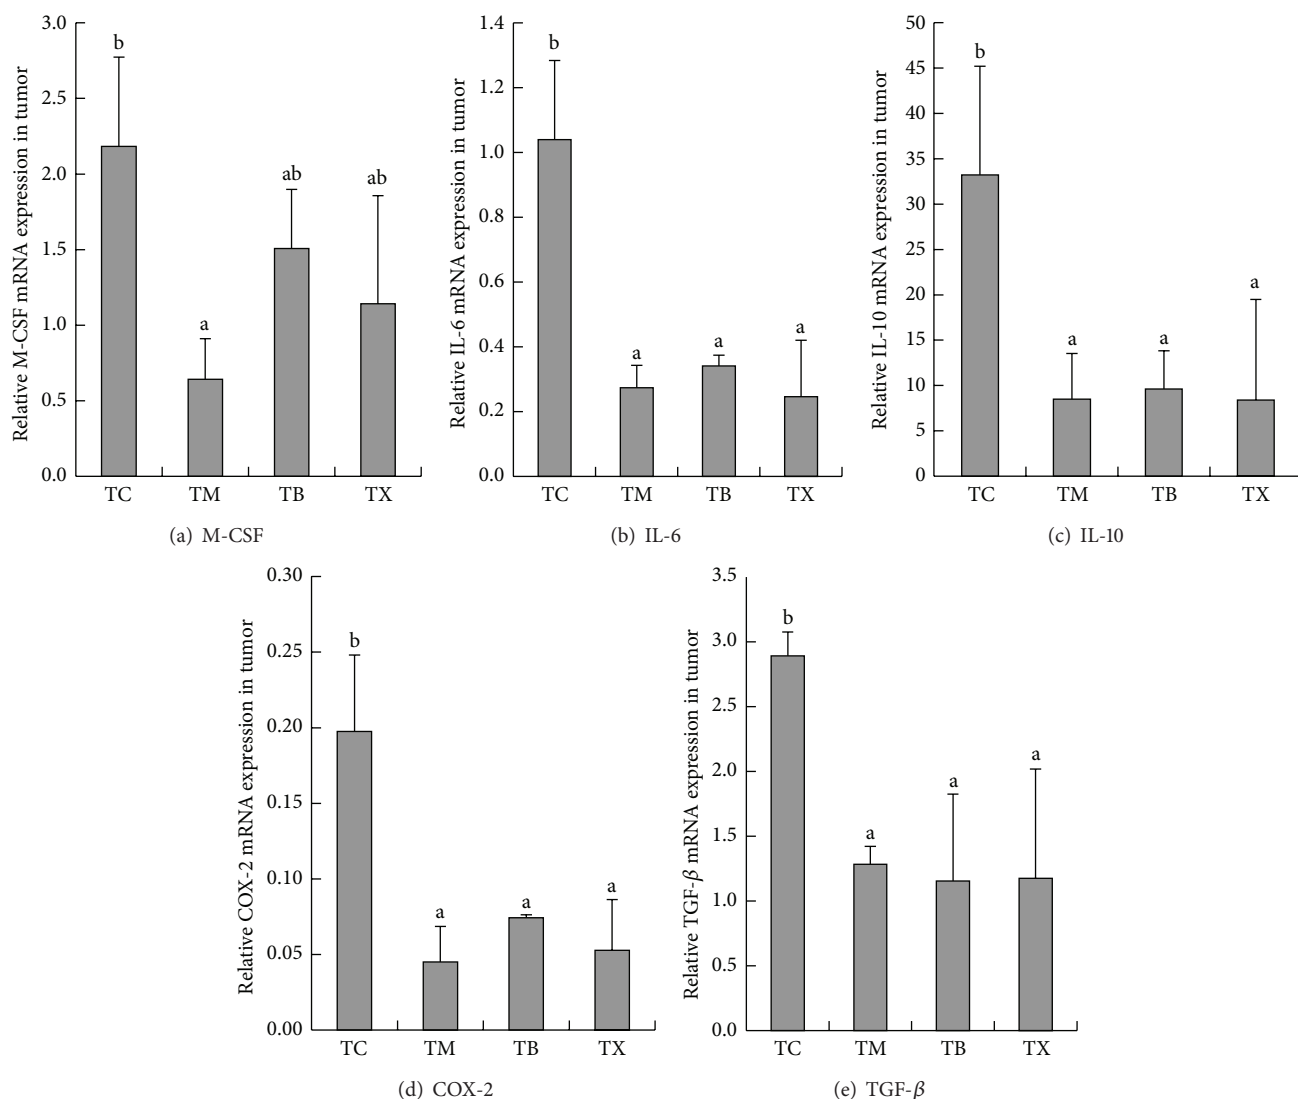 Relative M-CSF mRNA expression in tumor
3.0
2.5
2.0
1.5
1.0
0.5
0.0
b
a
ab
ab
TC TM TB TX
(a) M-CSF
Relative IL-6 mRNA expression in tumor
1.4
1.2
1.0
0.8
0.6
0.4
0.2
0.0
b
a
a
a
TC TM TB TX
(b) IL-6
Relative IL-10 mRNA expression in tumor
50
45
40
35
30
25
20
15
10
5
0
b
a
a
a
TC TM TB TX
(c) IL-10
Relative COX-2 mRNA expression in tumor
0.30
0.25
0.20
0.15
0.10
0.05
0.00
b
a
a
a
TC TM TB TX
(d) COX-2
Relative TGF-β mRNA expression in tumor
3.5
3.0
2.5
2.0
1.5
1.0
0.5
0.0
b
a
a
a
TC TM TB TX
(e) TGF-β